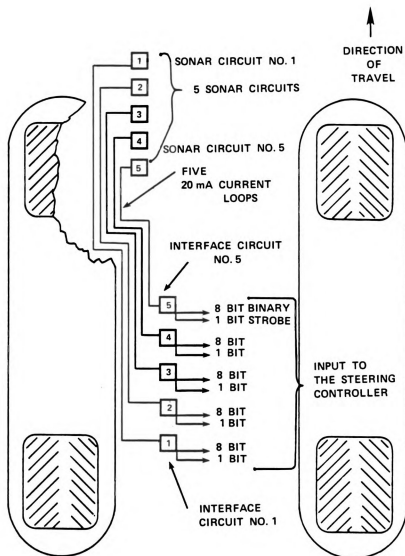 DIRECTION
OF
TRAVEL
1
SONAR CIRCUIT NO. 1
2
5 SONAR CIRCUITS
3
4
SONAR CIRCUIT NO. 5
5
FIVE
20 mA CURRENT
LOOPS
INTERFACE CIRCUIT
NO. 5
5
8 BIT BINARY
1 BIT STROBE
4
8 BIT
1 BIT
3
8 BIT
1 BIT
2
8 BIT
1 BIT
1
8 BIT
1 BIT
INPUT TO
THE STEERING
CONTROLLER
INTERFACE
CIRCUIT NO. 1